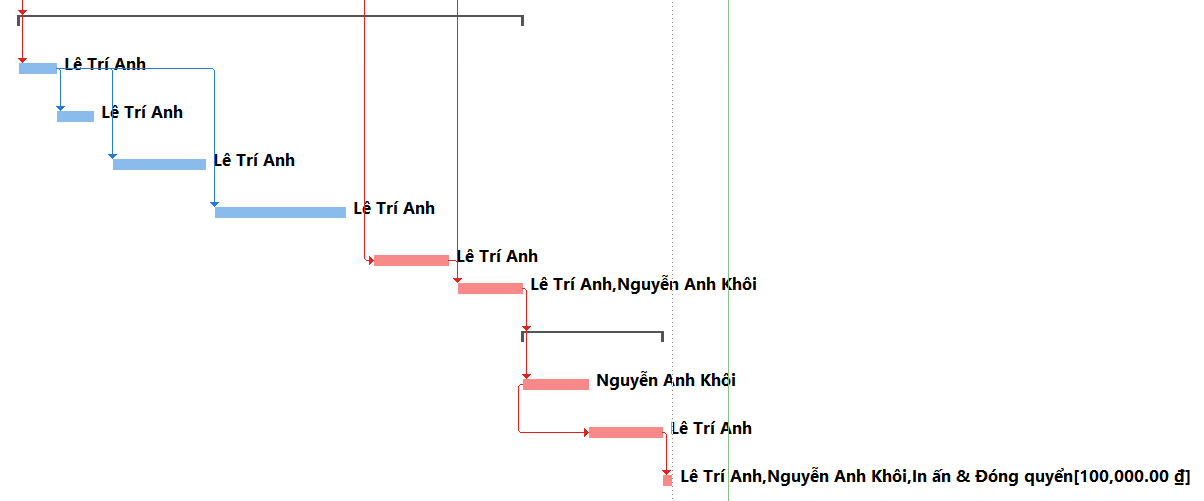 Lê Trí Anh
Lê Trí Anh
Lê Trí Anh
Lê Trí Anh
Lê Trí Anh
Lê Trí Anh,Nguyễn Anh Khôi
Nguyễn Anh Khôi
Lê Trí Anh
Lê Trí Anh,Nguyễn Anh Khôi,In ấn & Đóng quyển[100,000.00 ₫]